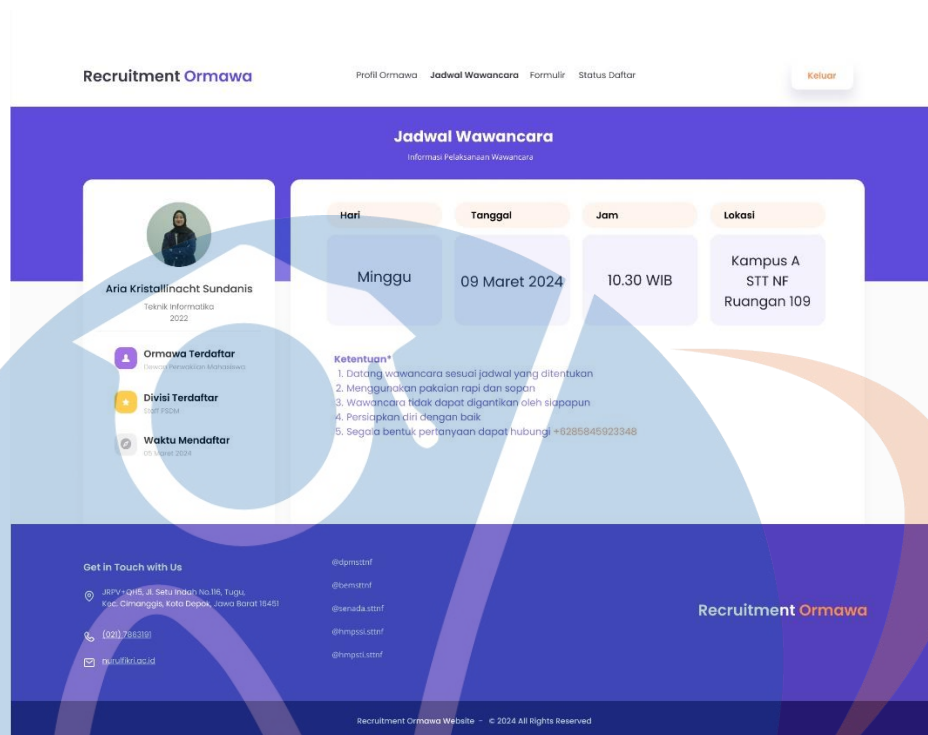 Recruitment Ormawa
Profil Ormawa Jadwal Wawancara Formulir Status Daftar
Keluar
Jadwal Wawancara
Informasi Pelaksanaan Wawancara
Aria Kristallinacht Sundanis
Teknik Informatika
2022
Ormawa Terdaftar
Dewan Perwakilan Mahasiswa
Divisi Terdaftar
Staff PSDM
Waktu Mendaftar
05 Maret 2024
Hari Tanggal Jam Lokasi
Minggu
09 Maret 2024
10.30 WIB
Kampus A
STT NF
Ruangan 109
Ketentuan*
1. Datang wawancara sesuai jadwal yang ditentukan
2. Menggunakan pakaian rapi dan sopan
3. Wawancara tidak dapat digantikan oleh siapapun
4. Persiapkan diri dengan baik
5. Segala bentuk pertanyaan dapat hubungi +6285845923348
Get in Touch with Us
JRPV+QH5, Jl. Setu Indah No.116, Tugu,
Kec. Cimanggis, Kota Depok, Jawa Barat 16451
(021) 7863191
nurulfikri.ac.id
@dpmsttnf
@bemsttnf
@senada.sttnf
@hmpssi.sttnf
@hmpsti.sttnf
Recruitment Ormawa
Recruitment Ormawa Website - © 2024 All Rights Reserved